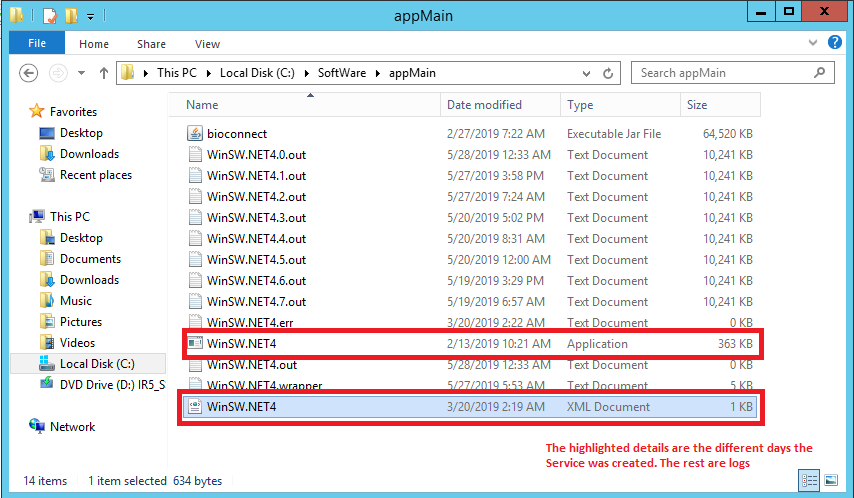 appMain
File Home Share View
This PC Local Disk (C:) SoftWare appMain
Search appMain
Name Date modified Type Size
Favorites
Desktop
Downloads
Recent places
This PC
Desktop
Documents
Downloads
Music
Pictures
Videos
Local Disk (C:)
DVD Drive (D:) IR5_S
Network
bioconnect 2/27/2019 7:22 AM Executable Jar File 64,520 KB
WinSW.NET4.0.out 5/28/2019 12:33 AM Text Document 10,241 KB
WinSW.NET4.1.out 5/27/2019 3:58 PM Text Document 10,241 KB
WinSW.NET4.2.out 5/27/2019 7:24 AM Text Document 10,241 KB
WinSW.NET4.3.out 5/20/2019 5:02 PM Text Document 10,241 KB
WinSW.NET4.4.out 5/20/2019 8:31 AM Text Document 10,241 KB
WinSW.NET4.5.out 5/20/2019 12:00 AM Text Document 10,241 KB
WinSW.NET4.6.out 5/19/2019 3:29 PM Text Document 10,241 KB
WinSW.NET4.7.out 5/19/2019 6:57 AM Text Document 10,241 KB
WinSW.NET4.err 3/20/2019 2:22 AM Text Document 0 KB
WinSW.NET4 2/13/2019 10:21 AM Application 363 KB
WinSW.NET4.out 5/28/2019 12:33 AM Text Document 0 KB
WinSW.NET4.wrapper 5/27/2019 5:53 AM Text Document 5 KB
WinSW.NET4 3/20/2019 2:19 AM XML Document 1 KB
The highlighted details are the different days the
Service was created. The rest are logs
14 items 1 item selected 634 bytes